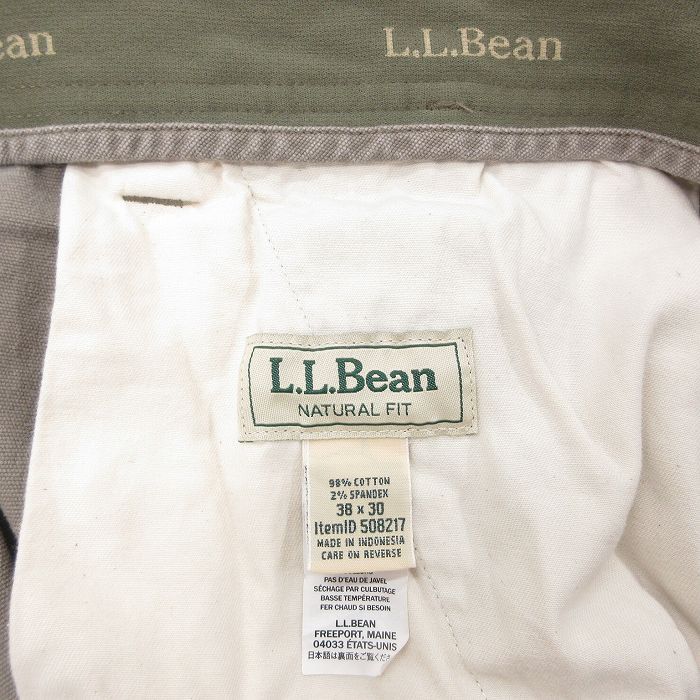 ean
L.L.Bean
L.L.Bean
NATURAL FIT
98% COTTON
2% SPANDEX
38 x 30
ItemID 508217
MADE IN INDONESIA
CARE ON REVERSE
PAS D'EAU DE JAVEL
SÉCHAGE PAR CULBUTAGE
BASSE TEMPÉRATURE
FER CHAUD SI BESOIN
L.L.BEAN
FREEPORT, MAINE
04033 ÉTATS-UNIS
日本語は裏面をご覧くださ